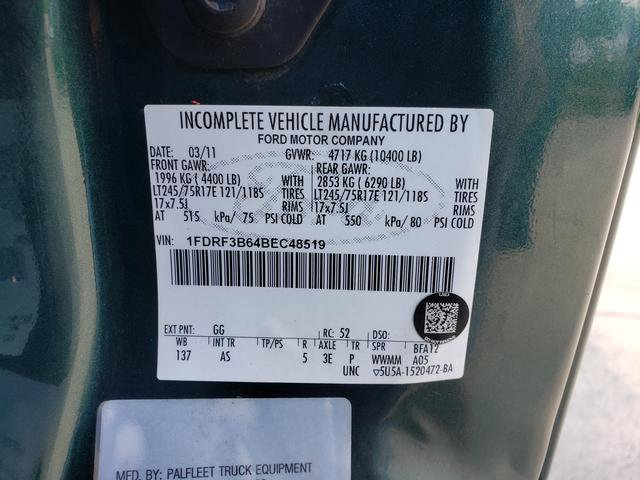 INCOMPLETE VEHICLE MANUFACTURED BY
FORD MOTOR COMPANY
DATE: 03/11 GVWR: 4717 KG (10400 LB)
FRONT GAWR: REAR GAWR:
1996 KG ( 4400 LB) WITH 2853 KG ( 6290 LB) WITH
LT245/75R17E 121/118S TIRES LT245/75R17E 121/118S TIRES
17x7.5J RIMS 17x7.5J RIMS
AT 515 kPa/ 75 PSI COLD AT 550 kPa/ 80 PSI COLD
VIN: 1FDRF3B64BEC48519
EXT PNT: GG RC: 52 DSO:
WB INT TR TP/PS R AXLE TR SPR BFA12
137 AS 5 3E P WWMM A05
UNC ▽5U5A-1520472-BA
MFD. BY: PALFLEET TRUCK EQUIPMENT